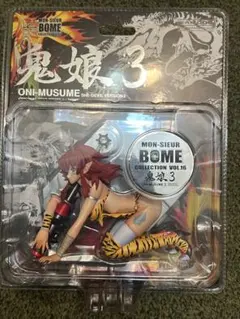 MON-SIEUR
BOME
鬼娘 3
ONI-MUSUME
MON-SIEUR
BOME
COLLECTION VOL.16
鬼娘3